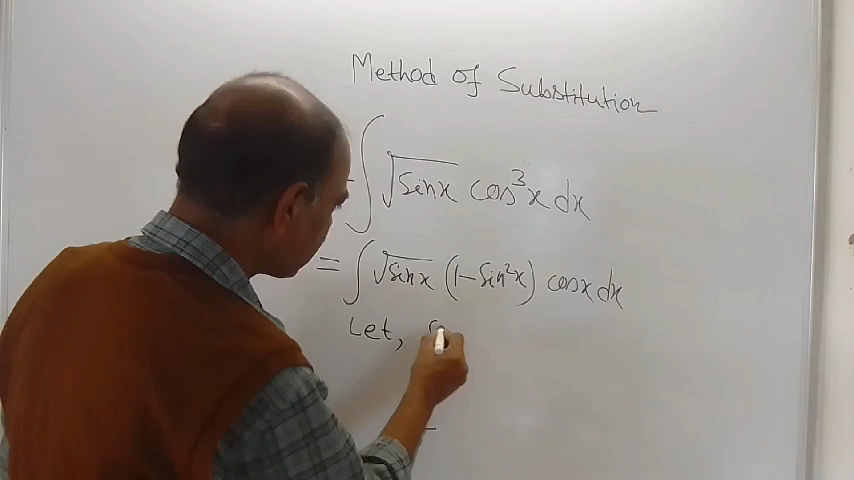 Method of Substitution
∫ √sinx cos³x dx
= ∫ √sinx (1-Sin²x) cosx dx
Let,